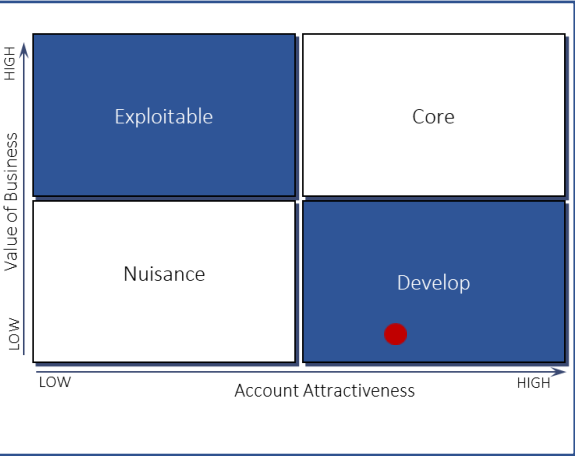 HIGH
Exploitable
Core
Value of Business
Nuisance
Develop
LOW
LOW
Account Attractiveness
HIGH